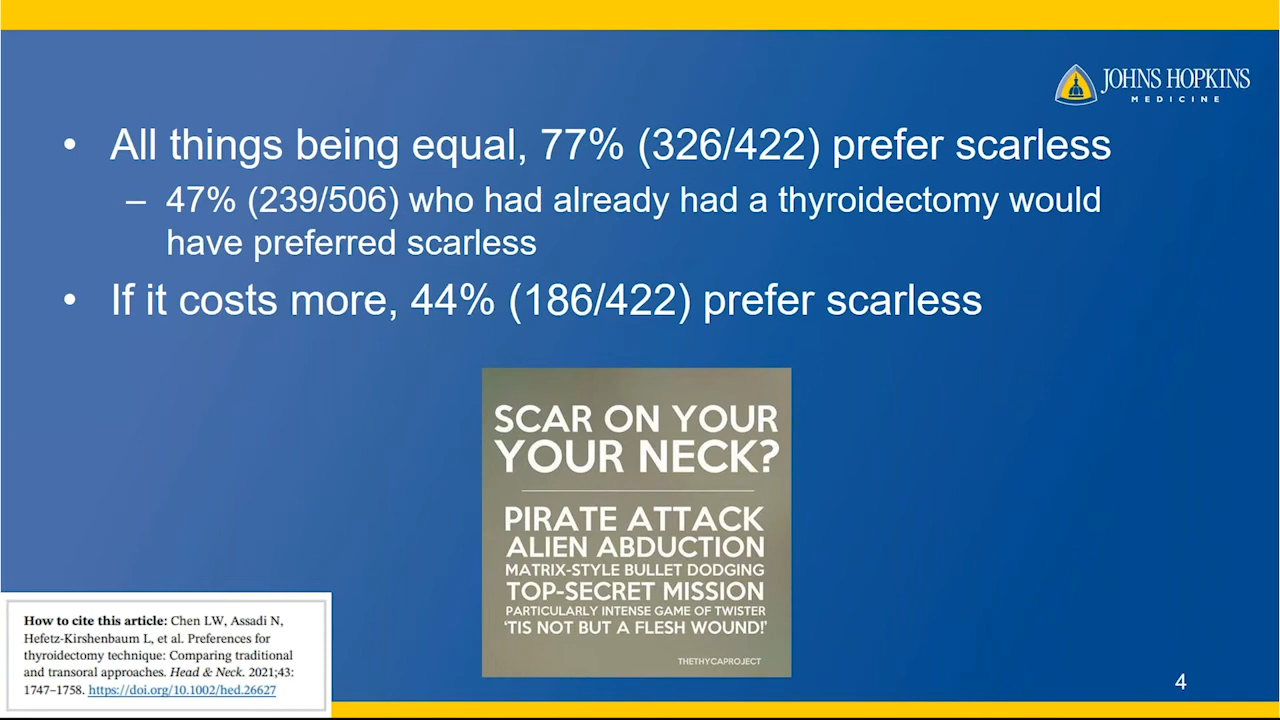 JOHNS HOPKINS
MEDICINE
• All things being equal, 77% (326/422) prefer scarless
– 47% (239/506) who had already had a thyroidectomy would
have preferred scarless
• If it costs more, 44% (186/422) prefer scarless
SCAR ON YOUR
YOUR NECK?
PIRATE ATTACK
ALIEN ABDUCTION
MATRIX-STYLE BULLET DODGING
TOP-SECRET MISSION
PARTICULARLY INTENSE GAME OF TWISTER
'TIS NOT BUT A FLESH WOUND!'
THETHYCAPROJECT
How to cite this article: Chen LW, Assadi N,
Hefetz-Kirshenbaum L, et al. Preferences for
thyroidectomy technique: Comparing traditional
and transoral approaches. Head & Neck. 2021;43:
1747–1758. https://doi.org/10.1002/hed.26627
4